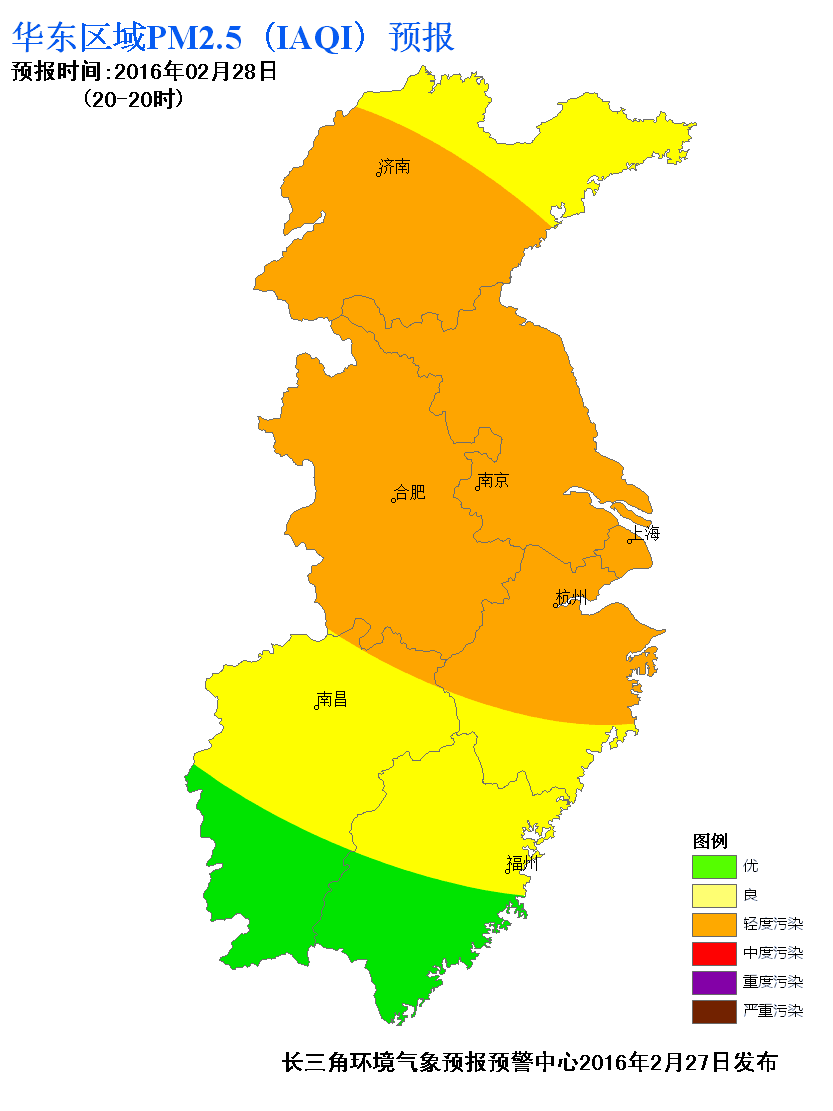 华东区域PM2.5（IAQI）预报
预报时间:2016年02月28日
(20-20时)
济南
南京
合肥
上海
杭州
南昌
福州
图例
优
良
轻度污染
中度污染
重度污染
严重污染
长三角环境气象预报预警中心2016年2月27日发布